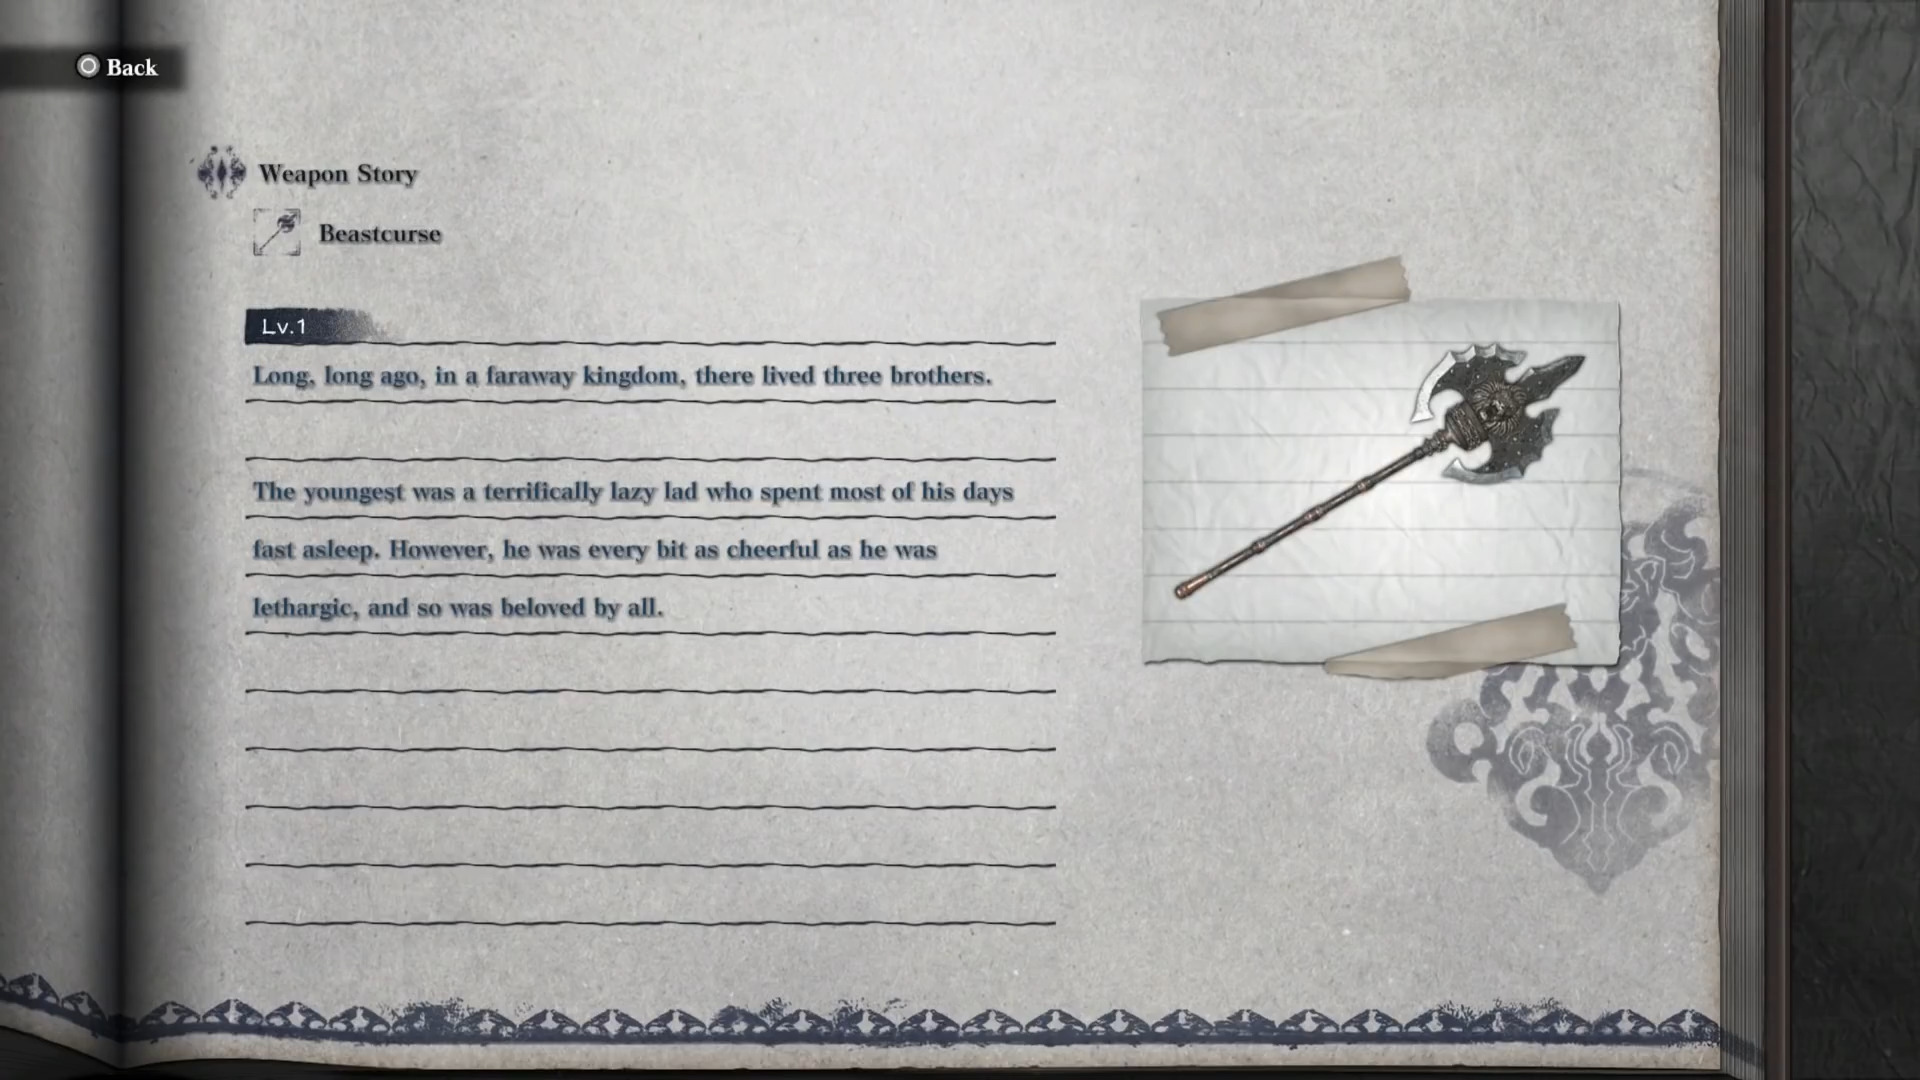 Back
Weapon Story
Beastcurse
Lv.1
Long, long ago, in a faraway kingdom, there lived three brothers.
The youngest was a terrifically lazy lad who spent most of his days
fast asleep. However, he was every bit as cheerful as he was
lethargic, and so was beloved by all.